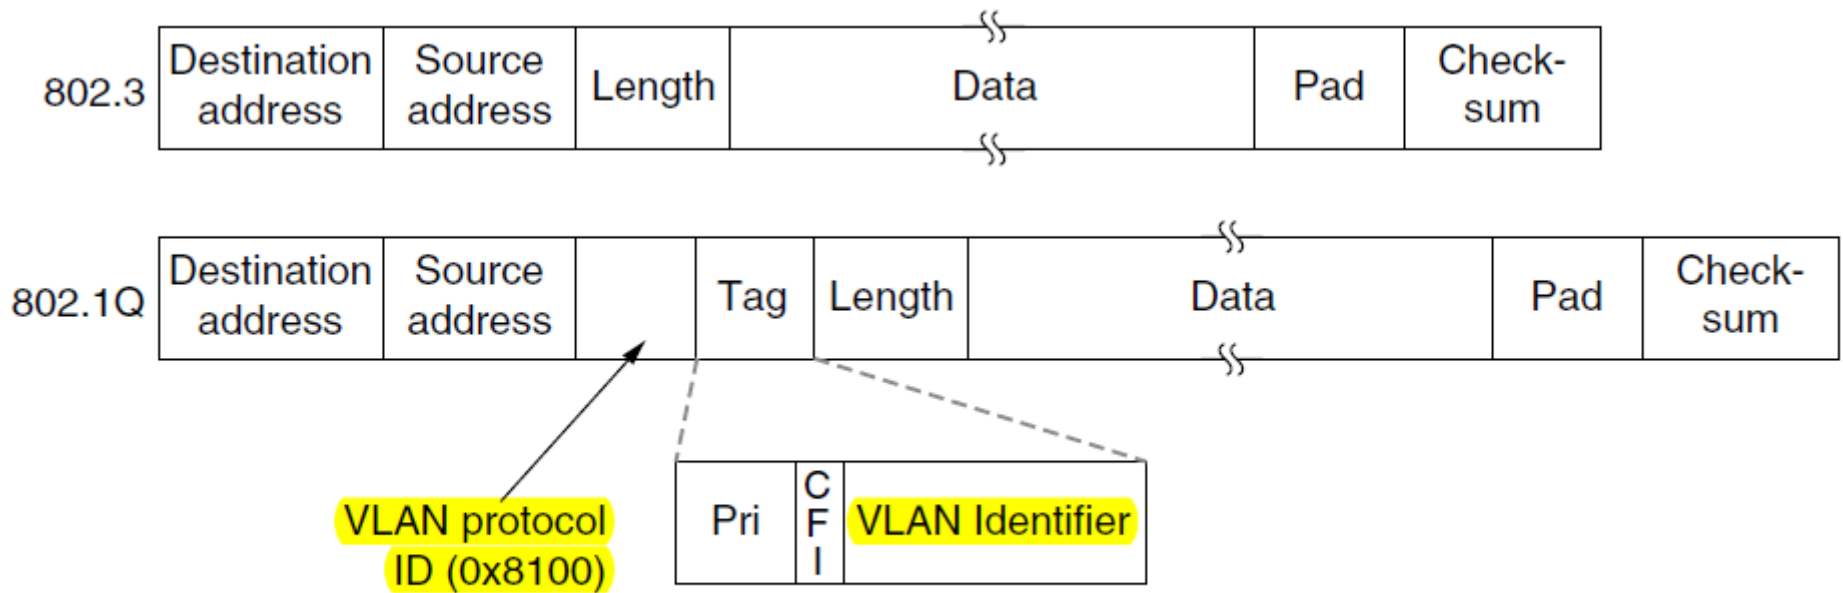 802.3
Destination
address
Source
address
Length
Data
Pad
Check-
sum
802.1Q
Destination
address
Source
address
Tag
Length
Data
Pad
Check-
sum
VLAN protocol
ID (0x8100)
Pri
C
F
I
VLAN Identifier